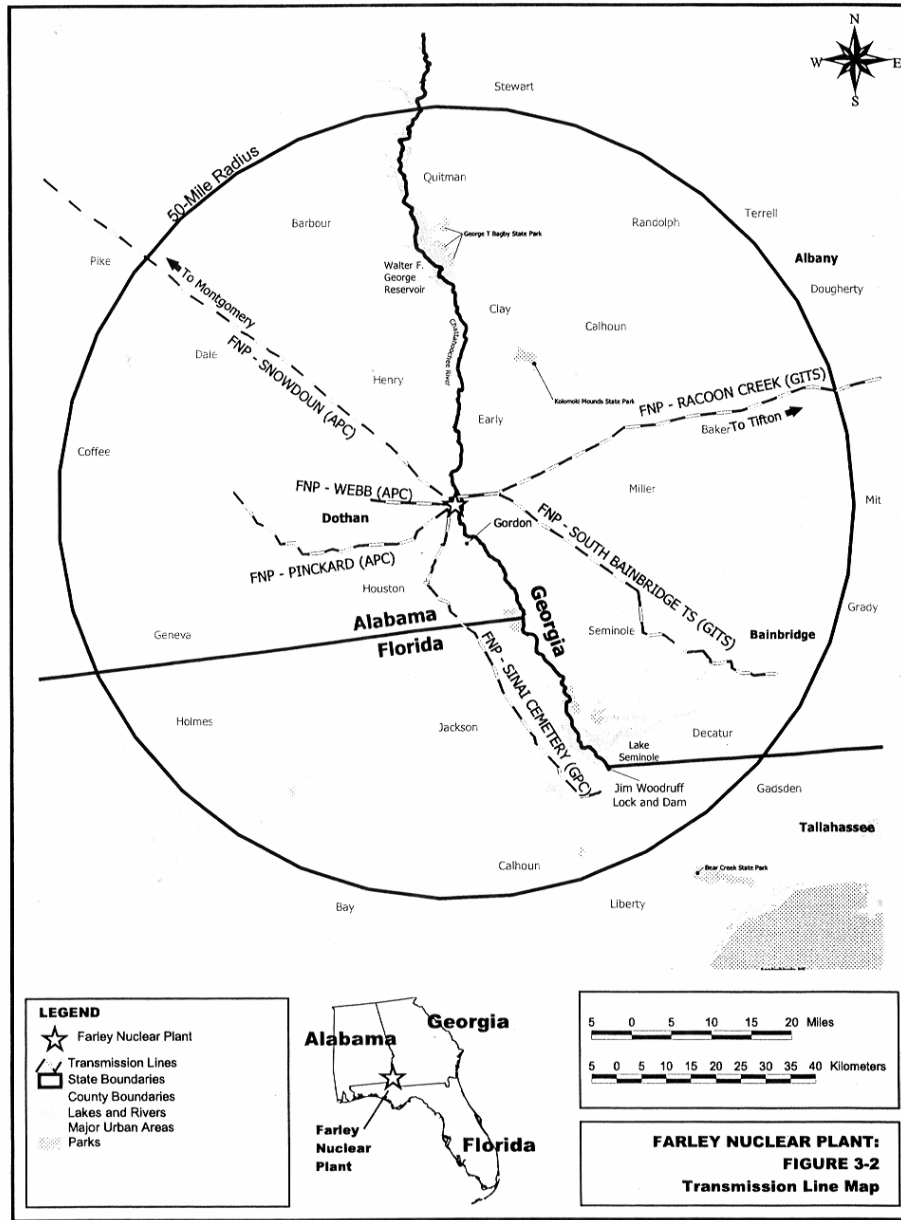 N
W
E
S
Stewart
50-Mile Radius
Quitman
Barbour
Randolph
Terrell
George T Bagby State Park
Pike
To Montgomery
Walter F.
George
Reservoir
Albany
Dougherty
Clay
Chattahoochee River
Calhoun
Dale
FNP - SNOWDOUN (APC)
Henry
Kolomoki Mounds State Park
FNP - RACOON CREEK (GITS)
Baker
To Tifton
Early
Coffee
FNP - WEBB (APC)
Miller
Mit
Dothan
Gordon
FNP - PINCKARD (APC)
FNP - SOUTH BAINBRIDGE TS (GITS)
Houston
Georgia
Grady
Alabama
Florida
Geneva
Seminole
Bainbridge
FNP - SINAI CEMETERY (GPC)
Holmes
Jackson
Decatur
Lake
Seminole
Jim Woodruff
Lock and Dam
Gadsden
Tallahassee
Calhoun
Bear Creek State Park
Bay
Liberty
LEGEND
Farley Nuclear Plant
Transmission Lines
State Boundaries
County Boundaries
Lakes and Rivers
Major Urban Areas
Parks
Alabama
Georgia
Farley
Nuclear
Plant
Florida
5 0 5 10 15 20 Miles
5 0 5 10 15 20 25 30 35 40 Kilometers
FARLEY NUCLEAR PLANT:
FIGURE 3-2
Transmission Line Map